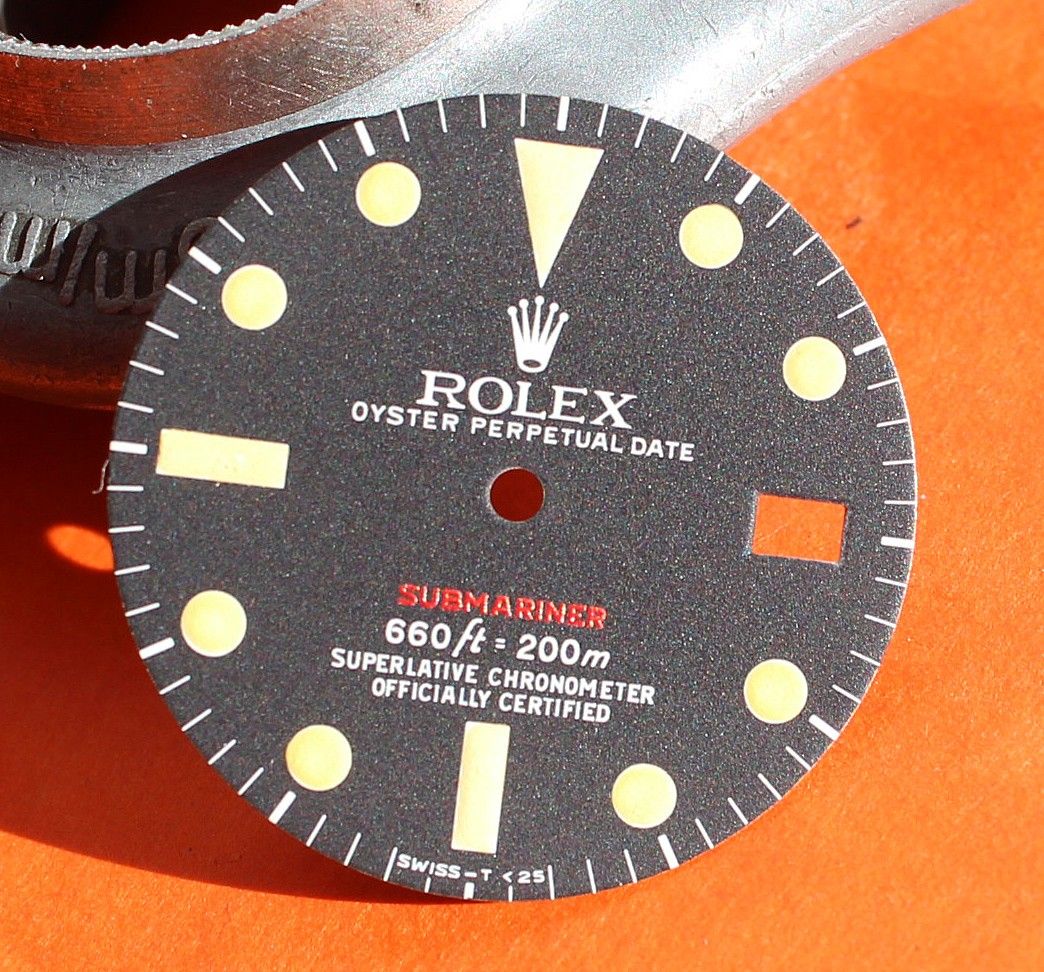 ROLEX
OYSTER PERPETUAL DATE
SUBMARINER
660ft = 200m
SUPERLATIVE CHRONOMETER
OFFICIALLY CERTIFIED
SWISS – T < 25